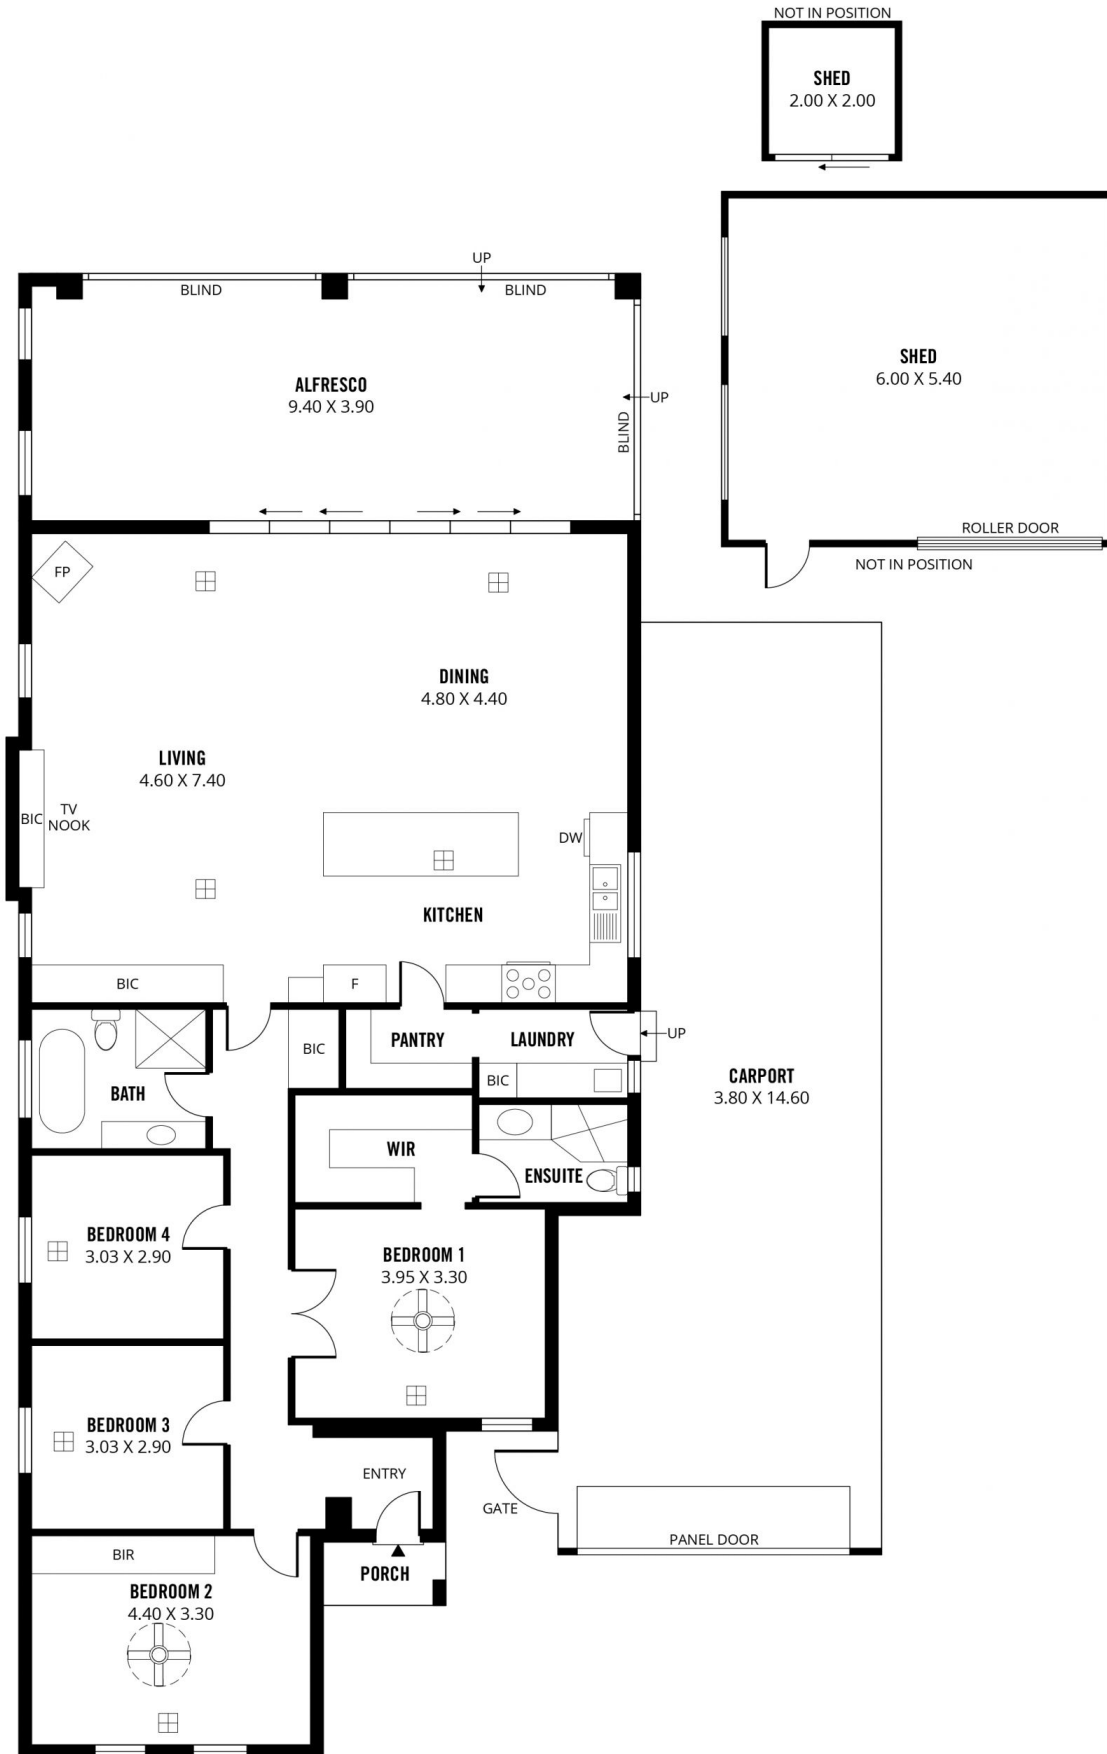 NOT IN POSITION
SHED
2.00 X 2.00
UP
BLIND
BLIND
ALFRESCO
9.40 X 3.90
UP
BLIND
SHED
6.00 X 5.40
ROLLER DOOR
NOT IN POSITION
FP
DINING
4.80 X 4.40
LIVING
4.60 X 7.40
BIC
TV
NOOK
DW
KITCHEN
BIC
F
BIC
PANTRY
LAUNDRY
UP
BIC
BATH
CARPORT
3.80 X 14.60
WIR
ENSUITE
BEDROOM 4
3.03 X 2.90
BEDROOM 1
3.95 X 3.30
BEDROOM 3
3.03 X 2.90
ENTRY
GATE
PANEL DOOR
BIR
PORCH
BEDROOM 2
4.40 X 3.30